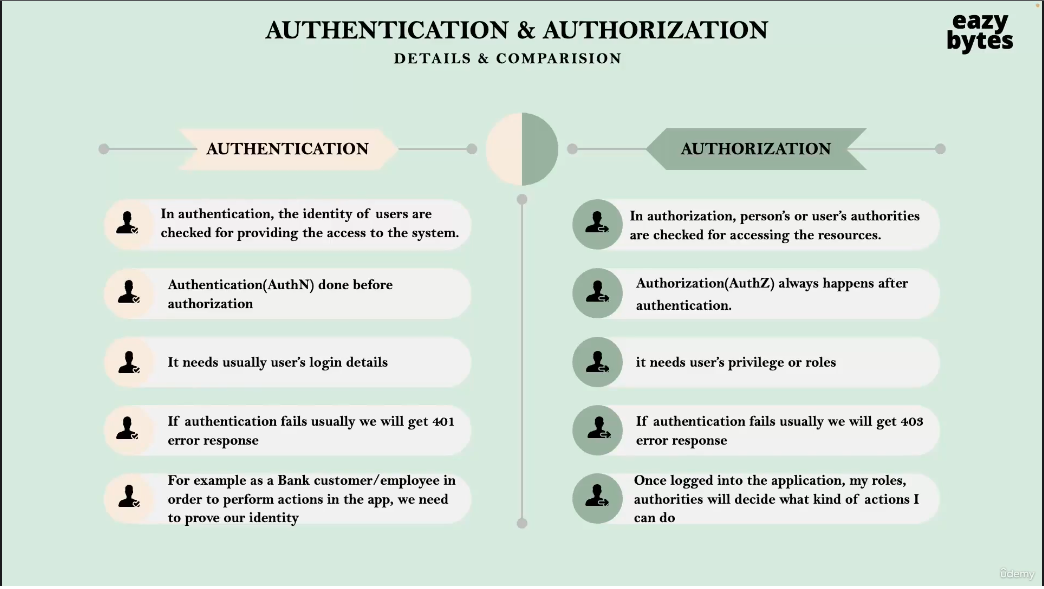 AUTHENTICATION & AUTHORIZATION
DETAILS & COMPARISION
eazy
bytes
AUTHENTICATION
In authentication, the identity of users are
checked for providing the access to the system.
Authentication(AuthN) done before
authorization
It needs usually user's login details
If authentication fails usually we will get 401
error response
For example as a Bank customer/employee in
order to perform actions in the app, we need
to prove our identity
AUTHORIZATION
In authorization, person's or user's authorities
are checked for accessing the resources.
Authorization(AuthZ) always happens after
authentication.
it needs user's privilege or roles
If authentication fails usually we will get 403
error response
Once logged into the application, my roles,
authorities will decide what kind of actions I
can do
ûdemy